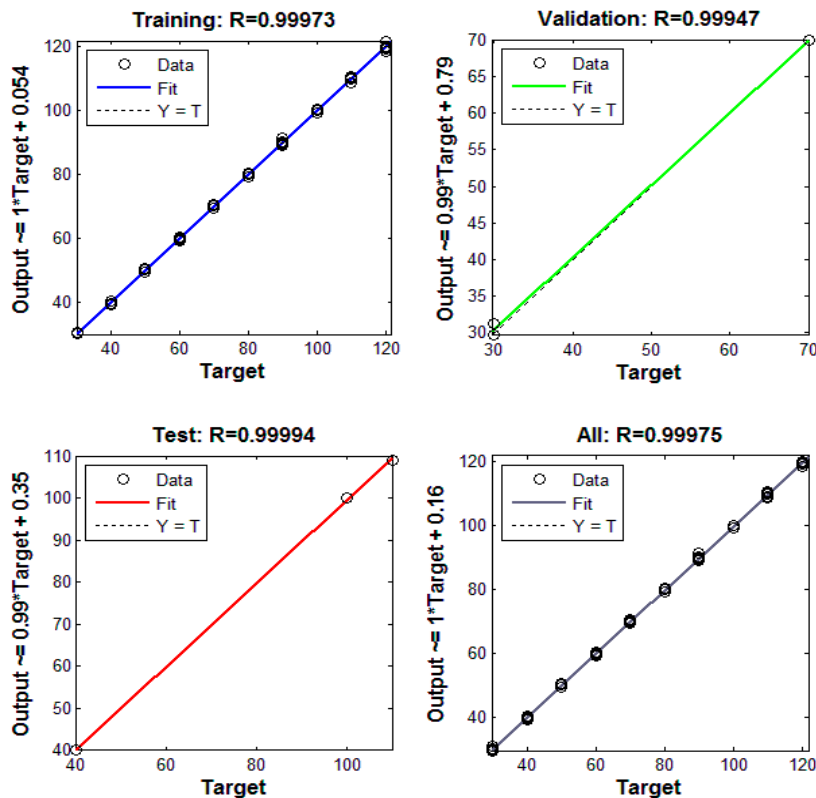 Training: R=0.99973
Output ~= 1*Target + 0.054
120
100
80
60
40
Data
Fit
Y = T
40 60 80 100 120
Target
Validation: R=0.99947
Output ~= 0.99*Target + 0.79
70
65
60
55
50
45
40
35
30
Data
Fit
Y = T
30 40 50 60 70
Target
Test: R=0.99994
Output ~= 0.99*Target + 0.35
110
100
90
80
70
60
50
40
Data
Fit
Y = T
40 60 80 100
Target
All: R=0.99975
Output ~= 1*Target + 0.16
120
100
80
60
40
Data
Fit
Y = T
40 60 80 100 120
Target